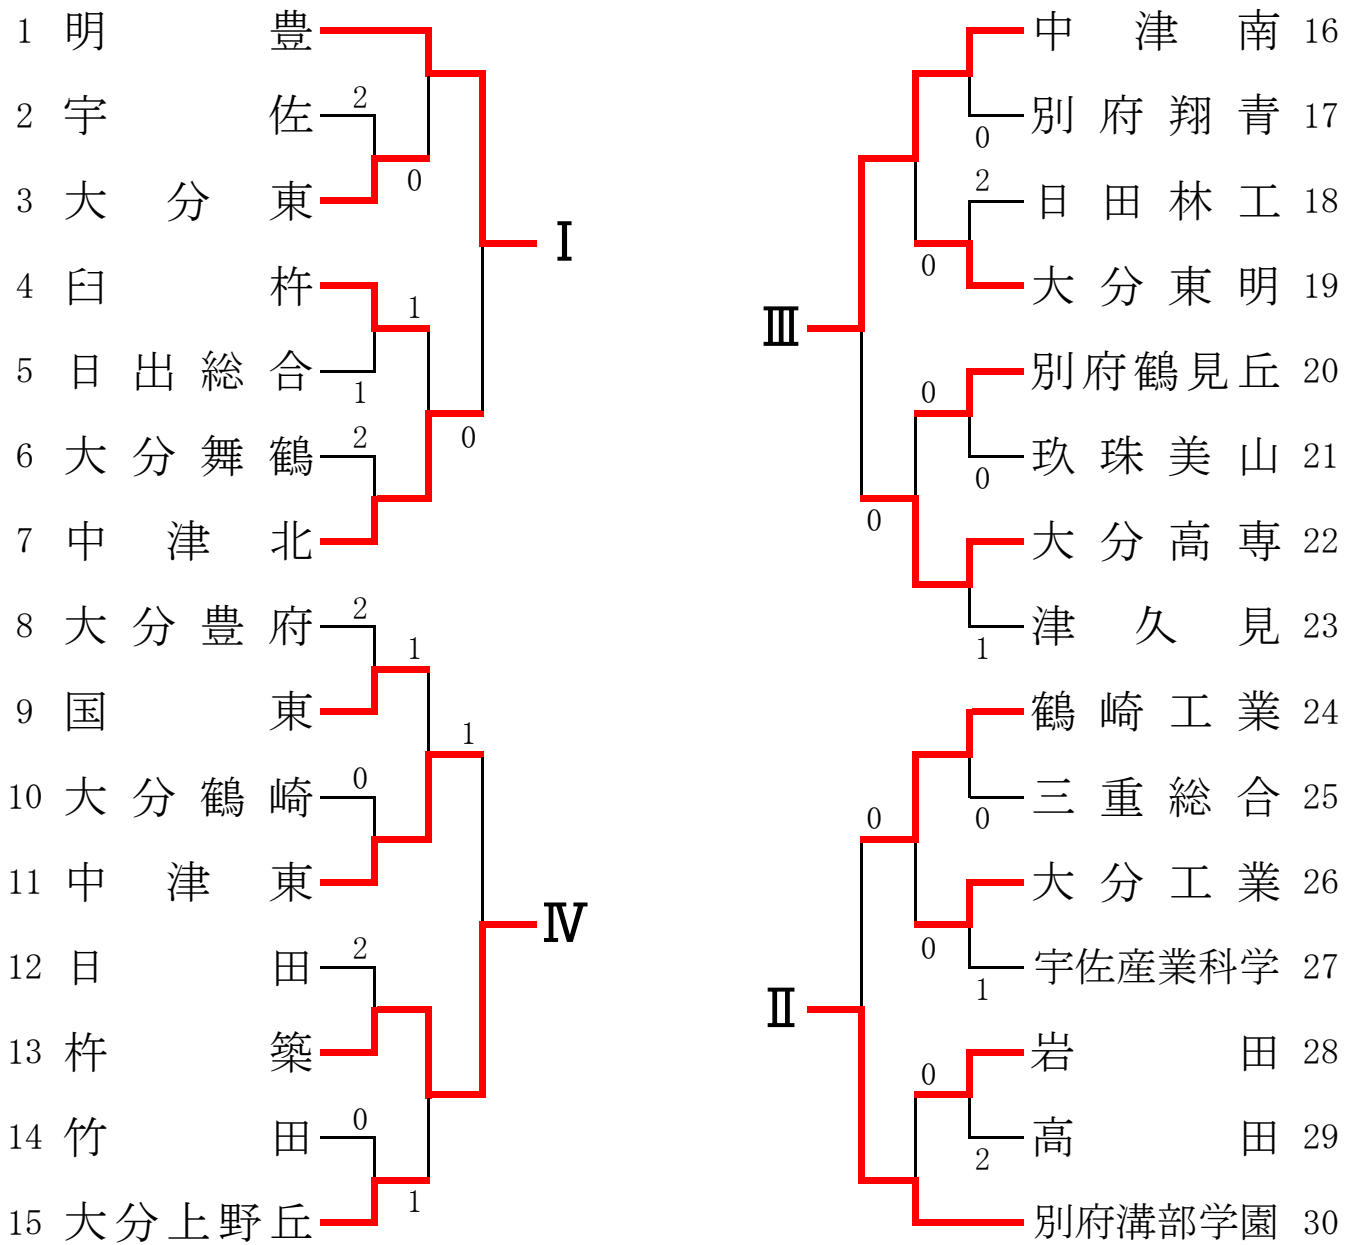 1 明豊
2 宇佐
2
3 大分東
0
Ⅰ
4 臼杵
1
5 日出総合
1
6 大分舞鶴
2
0
7 中津北
8 大分豊府
2
1
9 国東
1
10 大分鶴崎
0
11 中津東
Ⅳ
12 日田
2
13 杵築
14 竹田
0
15 大分上野丘
1
中津南 16
別府翔青 17
0
2
日田林工 18
0
大分東明 19
Ⅲ
別府鶴見丘 20
0
玖珠美山 21
0
大分高専 22
0
津久見 23
1
鶴崎工業 24
三重総合 25
0
0
大分工業 26
0
宇佐産業科学 27
1
Ⅱ
岩田 28
0
高田 29
2
別府溝部学園 30